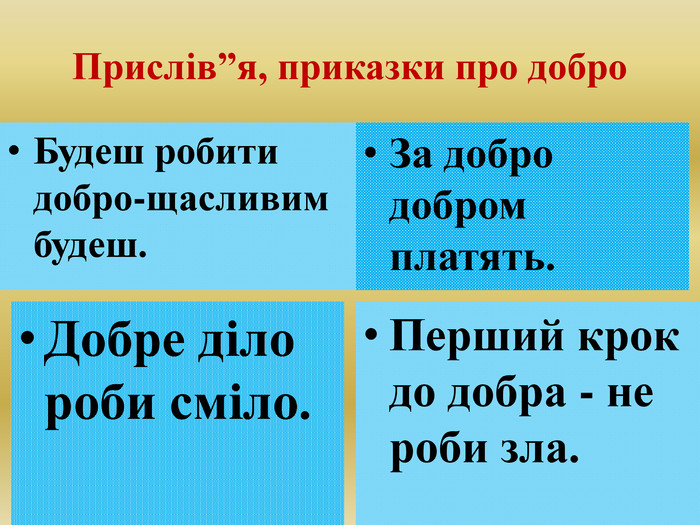 Прислів”я, приказки про добро
• Будеш робити
добро-щасливим
будеш.
• За добро
добром
платять.
• Добре діло
роби сміло.
• Перший крок
до добра - не
роби зла.